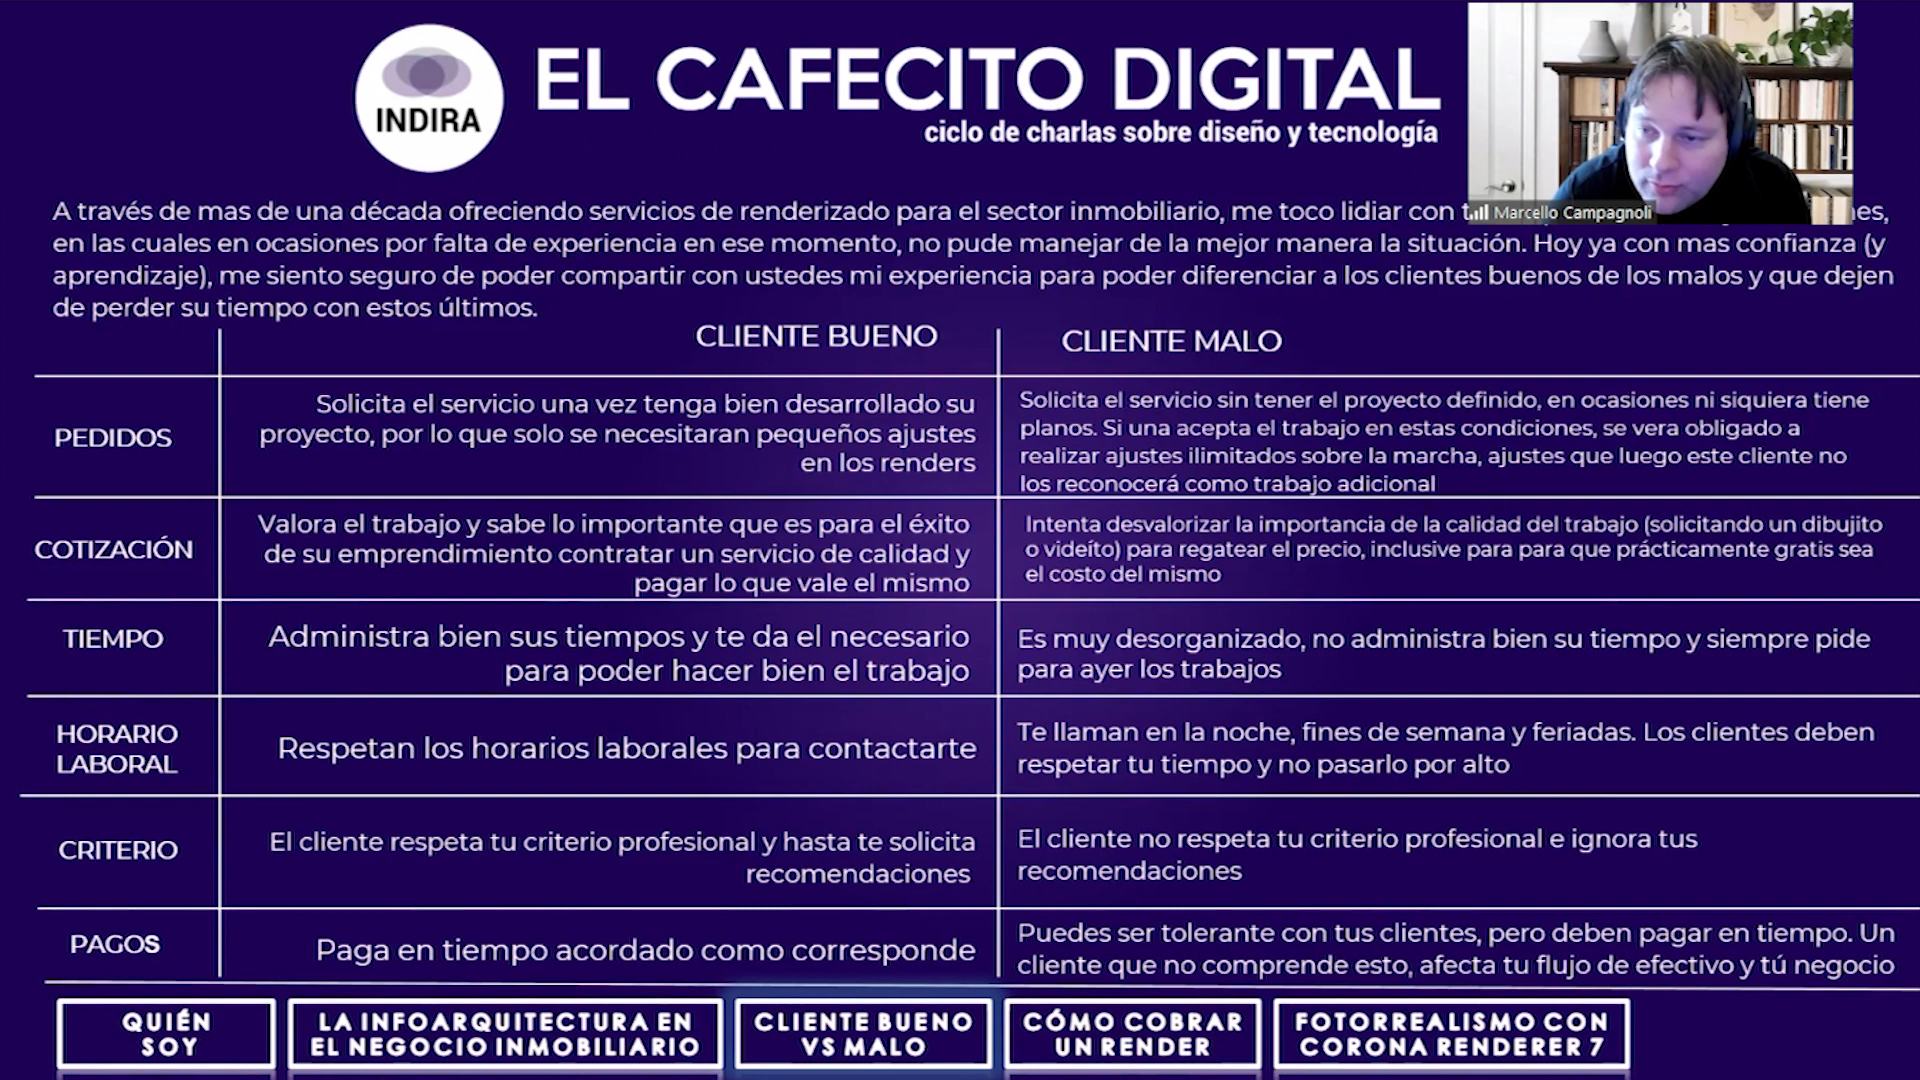 INDIRA
EL CAFECITO DIGITAL
ciclo de charlas sobre diseño y tecnología
Marcello Campagnoli
A través de mas de una década ofreciendo servicios de renderizado para el sector inmobiliario, me toco lidiar con
en las cuales en ocasiones por falta de experiencia en ese momento, no pude manejar de la mejor manera la situación. Hoy ya con mas confianza (y
aprendizaje), me siento seguro de poder compartir con ustedes mi experiencia para poder diferenciar a los clientes buenos de los malos y que dejen
de perder su tiempo con estos últimos.
CLIENTE BUENO
CLIENTE MALO
PEDIDOS
Solicita el servicio una vez tenga bien desarrollado su
proyecto, por lo que solo se necesitaran pequeños ajustes
en los renders
Solicita el servicio sin tener el proyecto definido, en ocasiones ni siquiera tiene
planos. Si una acepta el trabajo en estas condiciones, se vera obligado a
realizar ajustes ilimitados sobre la marcha, ajustes que luego este cliente no
los reconocerá como trabajo adicional
COTIZACIÓN
Valora el trabajo y sabe lo importante que es para el éxito
de su emprendimiento contratar un servicio de calidad y
pagar lo que vale el mismo
Intenta desvalorizar la importancia de la calidad del trabajo (solicitando un dibujito
o videíto) para regatear el precio, inclusive para para que prácticamente gratis sea
el costo del mismo
TIEMPO
Administra bien sus tiempos y te da el necesario
para poder hacer bien el trabajo
Es muy desorganizado, no administra bien su tiempo y siempre pide
para ayer los trabajos
HORARIO
LABORAL
Respetan los horarios laborales para contactarte
Te llaman en la noche, fines de semana y feriadas. Los clientes deben
respetar tu tiempo y no pasarlo por alto
CRITERIO
El cliente respeta tu criterio profesional y hasta te solicita
recomendaciones
El cliente no respeta tu criterio profesional e ignora tus
recomendaciones
PAGOS
Paga en tiempo acordado como corresponde
Puedes ser tolerante con tus clientes, pero deben pagar en tiempo. Un
cliente que no comprende esto, afecta tu flujo de efectivo y tú negocio
QUIÉN
SOY
LA INFOARQUITECTURA EN
EL NEGOCIO INMOBILIARIO
CLIENTE BUENO
VS MALO
CÓMO COBRAR
UN RENDER
FOTORREALISMO CON
CORONA RENDERER 7